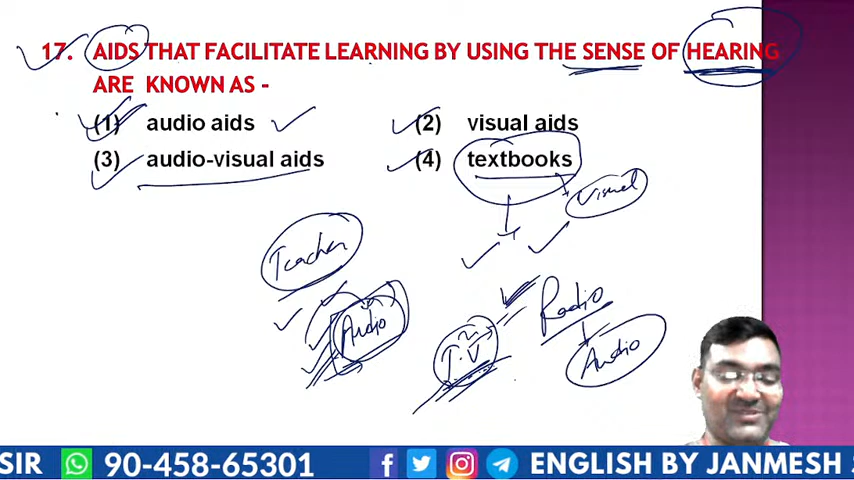 17. AIDS THAT FACILITATE LEARNING BY USING THE SENSE OF HEARING
ARE KNOWN AS -
(1) audio aids (2) visual aids
(3) audio-visual aids (4) textbooks
Visual
Teacher
Radio
Audio
T.V
Audio
SIR 90-458-65301 ENGLISH BY JANMESH S